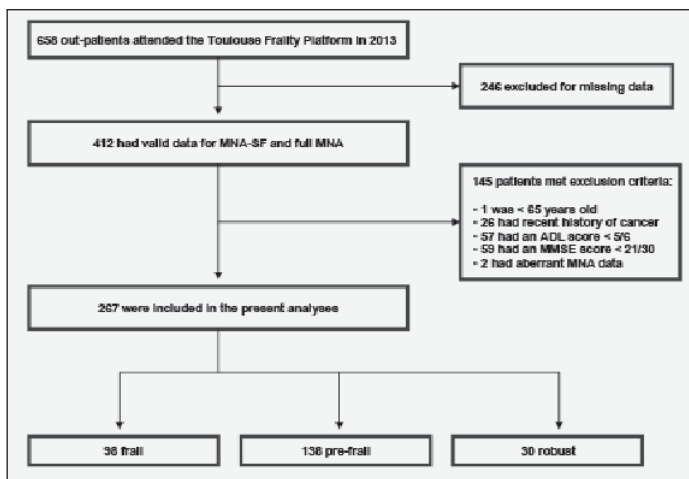 658 out-patients attended the Toulouse Frailty Platform in 2013
246 excluded for missing data
412 had valid data for MNA-SF and full MNA
145 patients met exclusion criteria:
- 1 was < 65 years old
- 26 had recent history of cancer
- 57 had an ADL score < 5/6
- 59 had an MMSE score < 21/30
- 2 had aberrant MNA data
267 were included in the present analyses
frail
pre-frail
30 robust